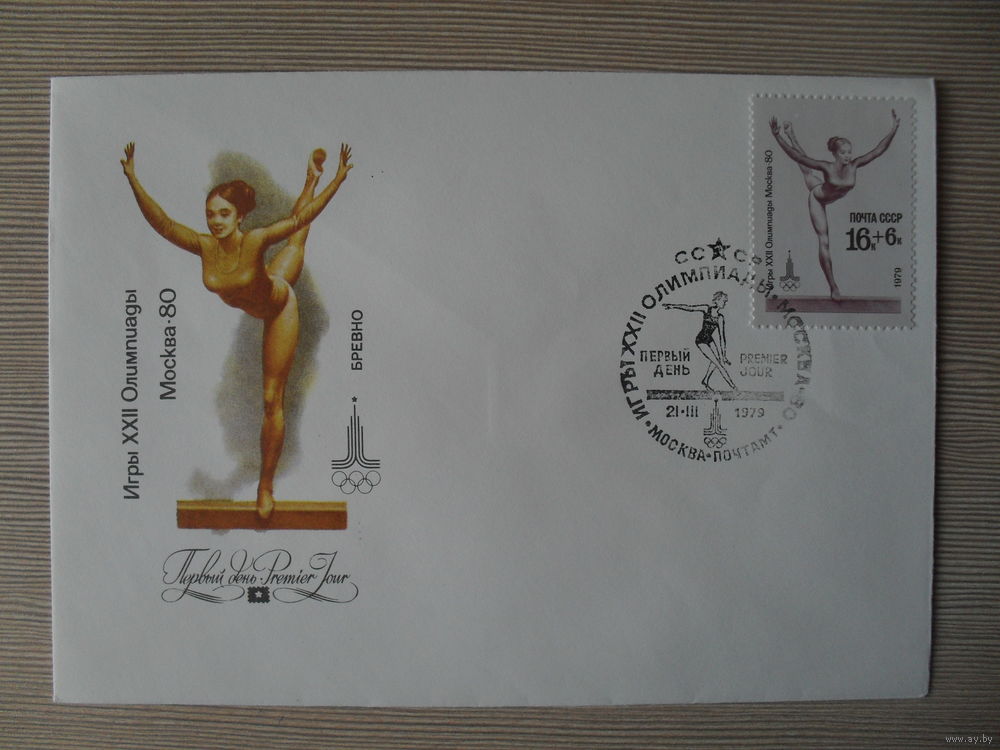 Игры XXII Олимпиады
Москва·80
БРЕВНО
Первый день·Premier Jour
Игры XXII Олимпиады Москва·80
ПОЧТА СССР
16к+6к
1979
СССР
ИГРЫ XXII ОЛИМПИАДЫ·МОСКВА-80
ПЕРВЫЙ ДЕНЬ
PREMIER JOUR
21·III 1979
МОСКВА·ПОЧТАМТ
www.ay.by